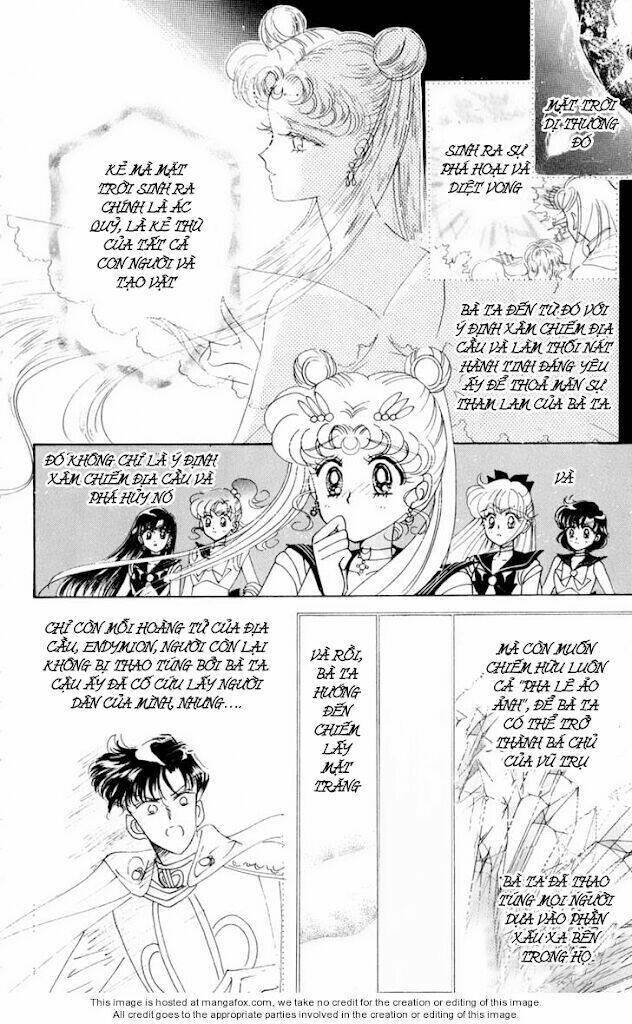 MẶT TRỜI
DỊ THƯỜNG
ĐÓ
SINH RA SỰ
PHÁ HOẠI VÀ
DIỆT VONG
KẺ MÀ MẶT
TRỜI SINH RA
CHÍNH LÀ ÁC
QUỶ, LÀ KẺ THÙ
CỦA TẤT CẢ
CON NGƯỜI VÀ
TẠO VẬT
BÀ TA ĐẾN TỪ ĐÓ VỚI
Ý ĐỊNH XÂM CHIẾM ĐỊA
CẦU VÀ LÀM THỐI NÁT
HÀNH TINH ĐÁNG YÊU
ẤY ĐỂ THOẢ MÃN SỰ
THAM LAM CỦA BÀ TA.
VÀ
ĐÓ KHÔNG CHỈ LÀ Ý ĐỊNH
XÂM CHIẾM ĐỊA CẦU VÀ
PHÁ HỦY NÓ
MÀ CÒN MUỐN
CHIẾM HỮU LUÔN
CẢ "PHA LÊ ẢO
ẢNH", ĐỂ BÀ TA
CÓ THỂ TRỞ
THÀNH BÁ CHỦ
CỦA VŨ TRỤ
BÀ TA ĐÃ THAO
TÚNG MỌI NGƯỜI
DỰA VÀO PHẦN
XẤU XA BÊN
TRONG HỌ.
VÀ RỒI,
BÀ TA
HƯỚNG
ĐẾN
CHIẾM
LẤY
MẶT
TRĂNG
CHỈ CÒN MỖI HOÀNG TỬ CỦA ĐỊA
CẦU, ENDYMION, NGƯỜI CÒN LẠI
KHÔNG BỊ THAO TÚNG BỞI BÀ TA.
CẬU ẤY ĐÃ CỐ CỨU LẤY NGƯỜI
DÂN CỦA MÌNH, NHƯNG....
This image is hosted at mangafox.com, we take no credit for the creation or editing of this image.
All credit goes to the appropriate parties involved in the creation or editing of this image.